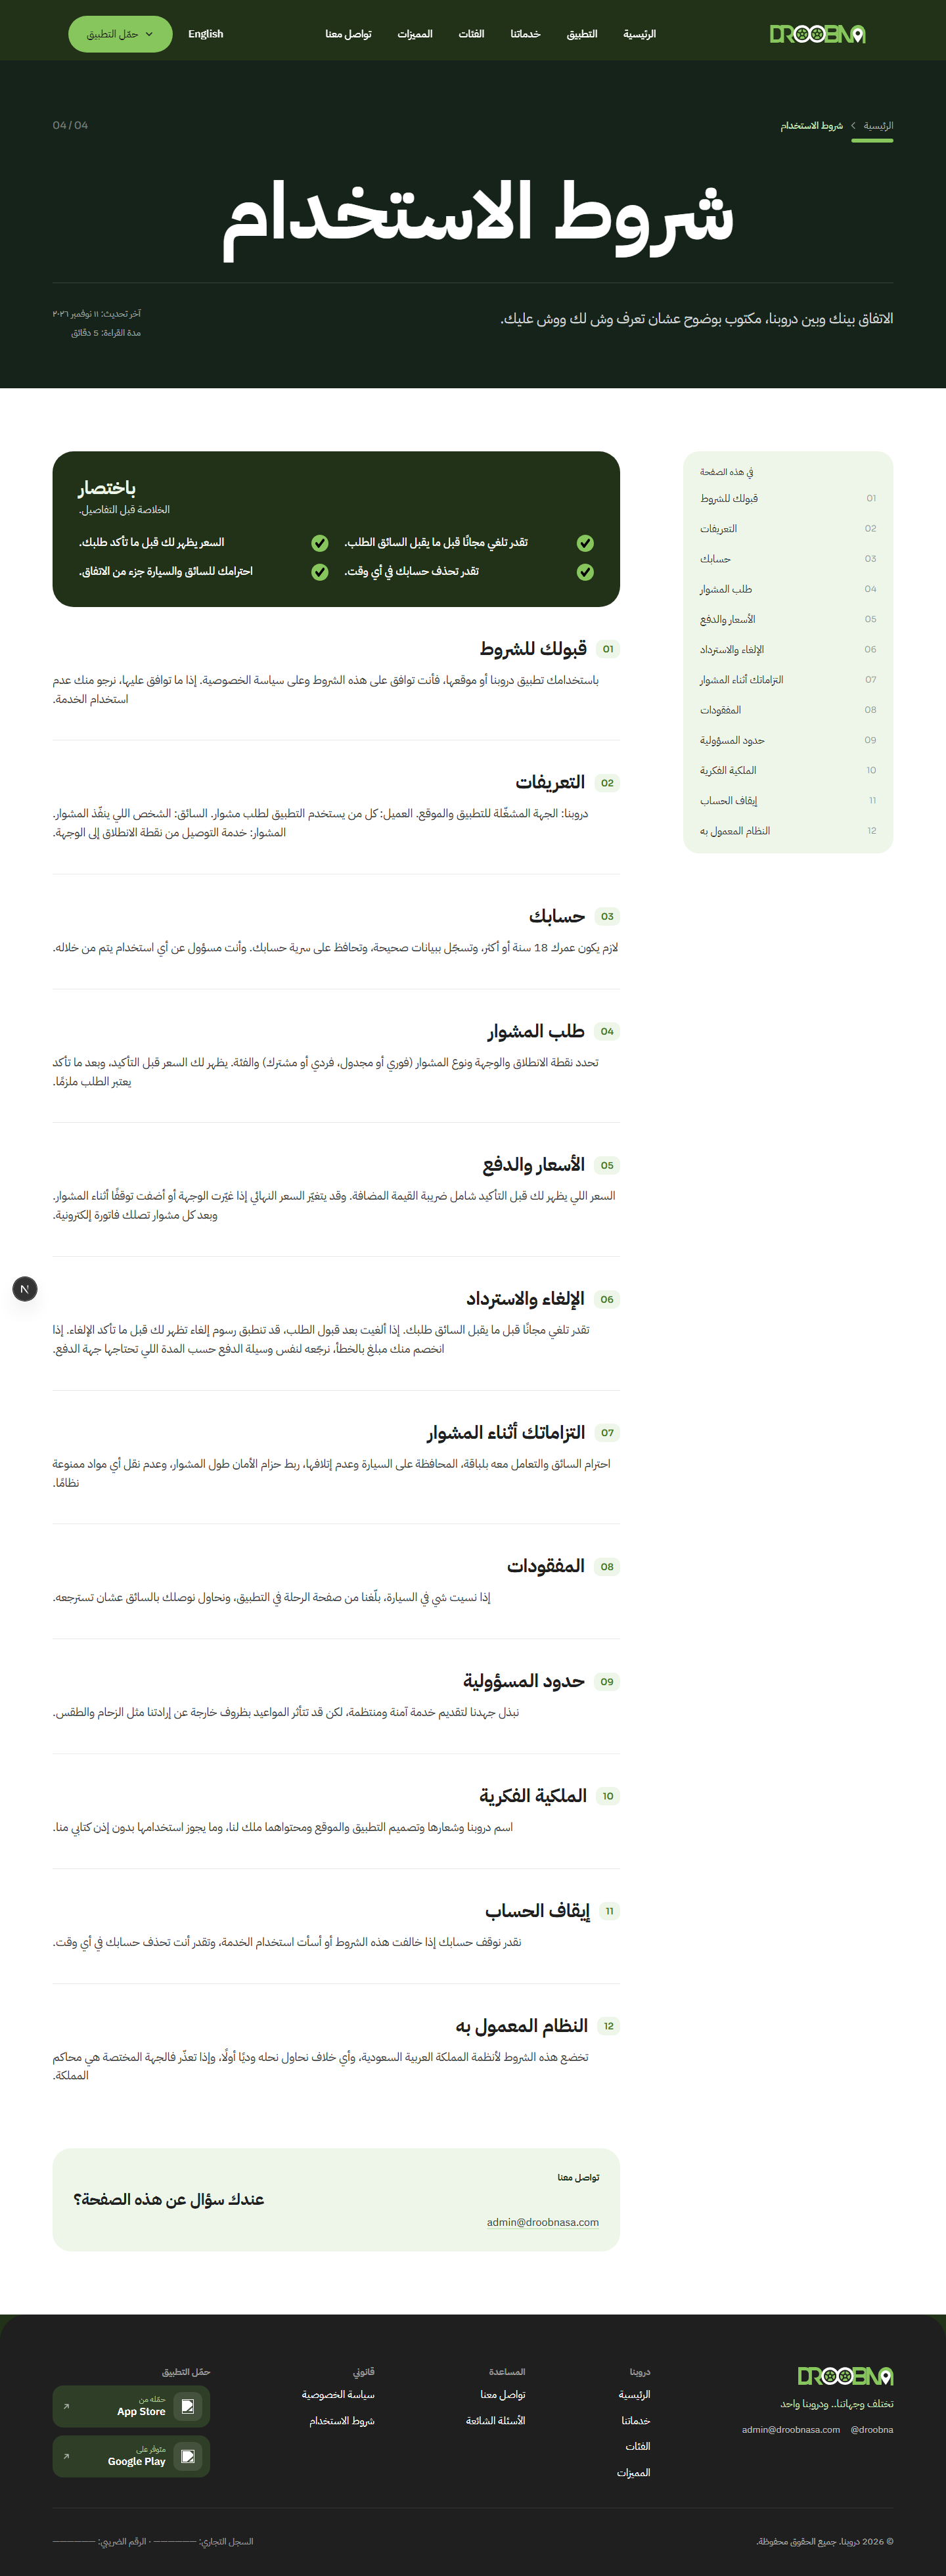 DROOBNA
الرئيسية
التطبيق
خدماتنا
الفئات
المميزات
تواصل معنا
English
حمّل التطبيق
الرئيسية > شروط الاستخدام
04 / 04
شروط الاستخدام
الاتفاق بينك وبين دروبنا، مكتوب بوضوح عشان تعرف وش لك ووش عليك.
آخر تحديث: ١١ نوفمبر ٢٠٢٦
مدة القراءة: 5 دقائق
في هذه الصفحة
01 قبولك للشروط
02 التعريفات
03 حسابك
04 طلب المشوار
05 الأسعار والدفع
06 الإلغاء والاسترداد
07 التزاماتك أثناء المشوار
08 المفقودات
09 حدود المسؤولية
10 الملكية الفكرية
11 إيقاف الحساب
12 النظام المعمول به
باختصار
الخلاصة قبل التفاصيل.
تقدر تلغي مجانًا قبل ما يقبل السائق الطلب.
السعر يظهر لك قبل ما تأكد طلبك.
تقدر تحذف حسابك في أي وقت.
احترامك للسائق والسيارة جزء من الاتفاق.
01 قبولك للشروط
باستخدامك تطبيق دروبنا أو موقعها، فأنت توافق على هذه الشروط وعلى سياسة الخصوصية. إذا ما توافق عليها، نرجو منك عدم
استخدام الخدمة.
02 التعريفات
دروبنا: الجهة المشغّلة للتطبيق والموقع. العميل: كل من يستخدم التطبيق لطلب مشوار. السائق: الشخص اللي ينفّذ المشوار.
المشوار: خدمة التوصيل من نقطة الانطلاق إلى الوجهة.
03 حسابك
لازم يكون عمرك 18 سنة أو أكثر، وتسجّل ببيانات صحيحة، وتحافظ على سرية حسابك. وأنت مسؤول عن أي استخدام يتم من خلاله.
04 طلب المشوار
تحدد نقطة الانطلاق والوجهة ونوع المشوار (فوري أو مجدول، فردي أو مشترك) والفئة. يظهر لك السعر قبل التأكيد، وبعد ما تأكد
يعتبر الطلب ملزمًا.
05 الأسعار والدفع
السعر اللي يظهر لك قبل التأكيد شامل ضريبة القيمة المضافة. وقد يتغيّر السعر النهائي إذا غيّرت الوجهة أو أضفت توقفًا أثناء المشوار.
وبعد كل مشوار تصلك فاتورة إلكترونية.
06 الإلغاء والاسترداد
تقدر تلغي مجانًا قبل ما يقبل السائق طلبك. إذا ألغيت بعد قبول الطلب، قد تنطبق رسوم إلغاء تظهر لك قبل ما تأكد الإلغاء. إذا
انخصم منك مبلغ بالخطأ، نرجّعه لنفس وسيلة الدفع حسب المدة اللي تحتاجها جهة الدفع.
07 التزاماتك أثناء المشوار
احترام السائق والتعامل معه بلباقة، المحافظة على السيارة وعدم إتلافها، ربط حزام الأمان طول المشوار، وعدم نقل أي مواد ممنوعة
نظامًا.
08 المفقودات
إذا نسيت شي في السيارة، بلّغنا من صفحة الرحلة في التطبيق، ونحاول نوصلك بالسائق عشان تسترجعه.
09 حدود المسؤولية
نبذل جهدنا لتقديم خدمة آمنة ومنتظمة، لكن قد تتأثر المواعيد بظروف خارجة عن إرادتنا مثل الزحام والطقس.
10 الملكية الفكرية
اسم دروبنا وشعارها وتصميم التطبيق والموقع ومحتواهما ملك لنا، وما يجوز استخدامها بدون إذن كتابي منا.
11 إيقاف الحساب
نقدر نوقف حسابك إذا خالفت هذه الشروط أو أسأت استخدام الخدمة، وتقدر أنت تحذف حسابك في أي وقت.
12 النظام المعمول به
تخضع هذه الشروط لأنظمة المملكة العربية السعودية، وأي خلاف نحاول نحله وديًا أولًا، وإذا تعذّر فالجهة المختصة هي محاكم
المملكة.
N
تواصل معنا
عندك سؤال عن هذه الصفحة؟
admin@droobnasa.com
DROOBNA
تختلف وجهاتنا.. ودروبنا واحد
@droobna
admin@droobnasa.com
دروبنا
الرئيسية
خدماتنا
الفئات
المميزات
المساعدة
تواصل معنا
الأسئلة الشائعة
قانوني
سياسة الخصوصية
شروط الاستخدام
حمّل التطبيق
حمّله من
App Store
متوفر على
Google Play
© 2026 دروبنا. جميع الحقوق محفوظة.
السجل التجاري: —————— · الرقم الضريبي: ——————